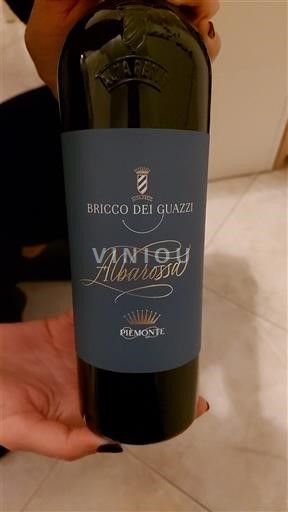 BRICCO DEI GUAZZI
VINIOU
Albarossa
PIEMONTE